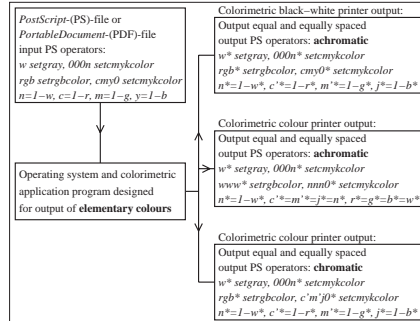 PostScript-(PS)-file or
PortableDocument-(PDF)-file
input PS operators:
w setgray, 000n setcmykcolor
rgb setrgbcolor, cmy0 setcmykcolor
n=1–w, c=1–r, m=1–g, y=1–b
Operating system and colorimetric
application program designed
for output of elementary colours
Colorimetric black–white printer output:
Output equal and equally spaced
output PS operators: achromatic
w* setgray, 000n* setcmykcolor
rgb* setrgbcolor, cmy0* setcmykcolor
n*=1–w*, c'*=1–r*, m'*=1–g*, j*=1–b*
Colorimetric colour printer output:
Output equal and equally spaced
output PS operators: achromatic
w* setgray, 000n* setcmykcolor
www* setrgbcolor, nnn0* setcmykcolor
n*=1–w*, c'*=m'*=j*=n*, r*=g*=b*=w*
Colorimetric colour printer output:
Output equal and equally spaced
output PS operators: chromatic
w* setgray, 000n* setcmykcolor
rgb* setrgbcolor, c'm'j0* setcmykcolor
n*=1–w*, c'*=1–r*, m'*=1–g*, j*=1–b*